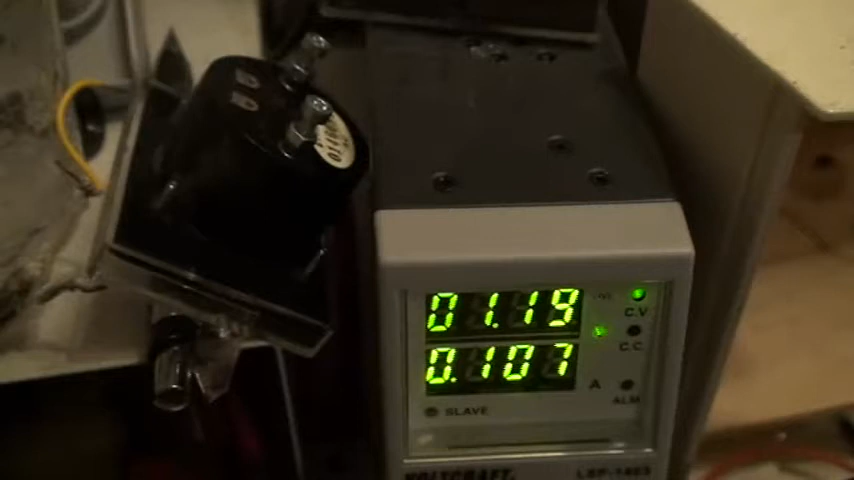 01.19
C.V
C.C
0.107
A
ALM
SLAVE
VOLTCRAFT
LSP-1403